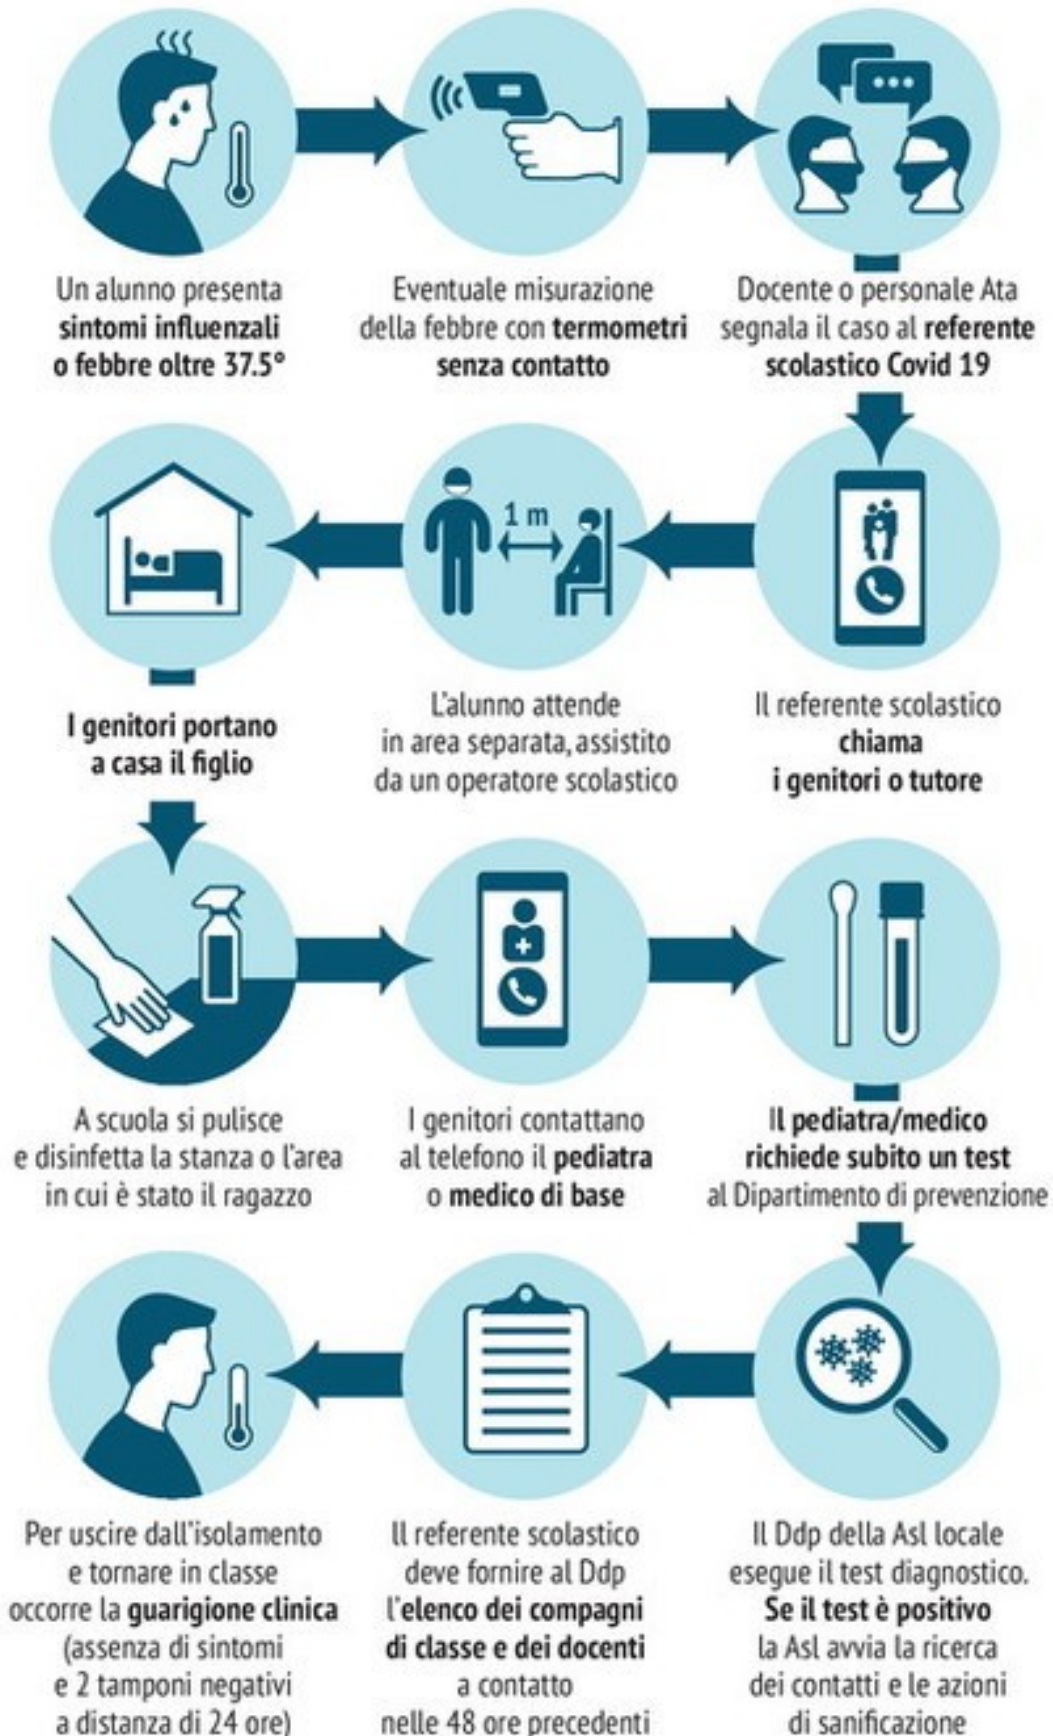 Un alunno presenta
sintomi influenzali
o febbre oltre 37.5°
Eventuale misurazione
della febbre con termometri
senza contatto
Docente o personale Ata
segnala il caso al referente
scolastico Covid 19
Il referente scolastico
chiama
i genitori o tutore
1 m
L'alunno attende
in area separata, assistito
da un operatore scolastico
I genitori portano
a casa il figlio
A scuola si pulisce
e disinfetta la stanza o l'area
in cui è stato il ragazzo
I genitori contattano
al telefono il pediatra
o medico di base
Il pediatra/medico
richiede subito un test
al Dipartimento di prevenzione
Il Ddp della Asl locale
esegue il test diagnostico.
Se il test è positivo
la Asl avvia la ricerca
dei contatti e le azioni
di sanificazione
Il referente scolastico
deve fornire al Ddp
l'elenco dei compagni
di classe e dei docenti
a contatto
nelle 48 ore precedenti
Per uscire dall'isolamento
e tornare in classe
occorre la guarigione clinica
(assenza di sintomi
e 2 tamponi negativi
a distanza di 24 ore)